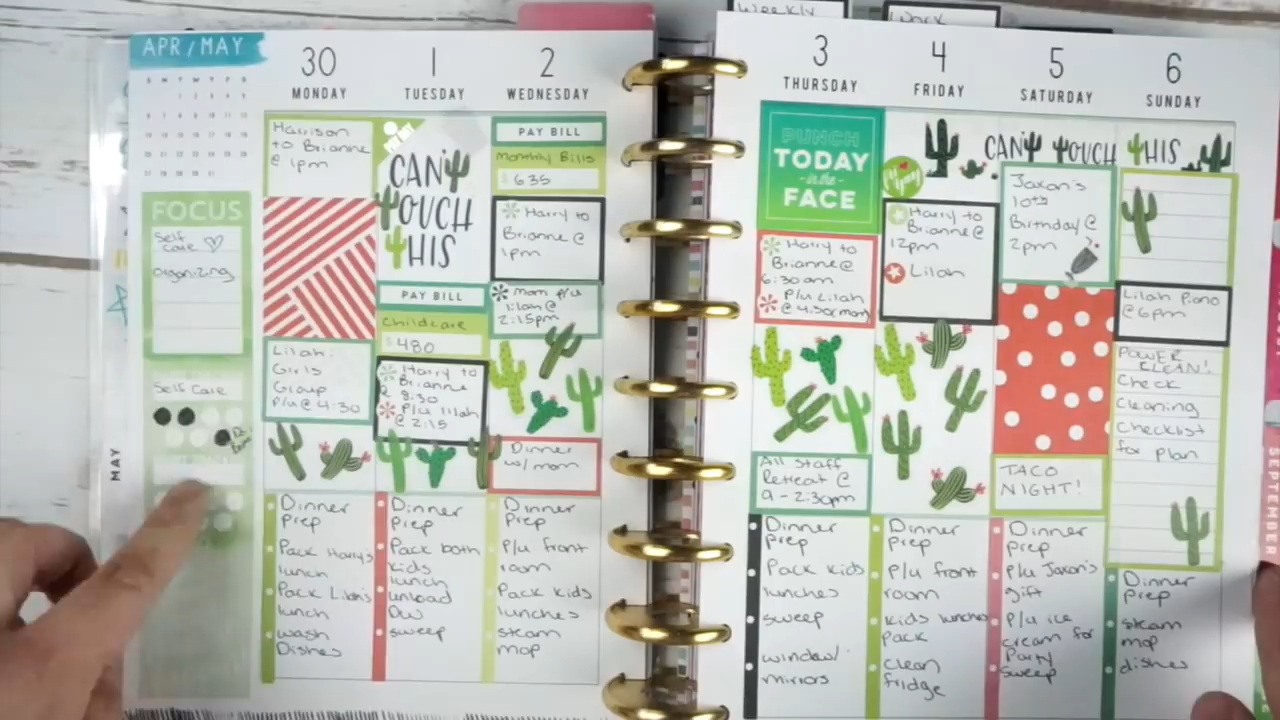 Weekly
Work
APR / MAY
FOCUS
Self
care
organizing
Self Care
MAY
30
MONDAY
Harrison
to Brianne
@ 1pm
Lilah:
Girls
Group
P/u @ 4:30
Dinner
Prep
Pack Harry's
lunch
Pack Lilah's
lunch
wash
Dishes
1
TUESDAY
CAN'T
TOUCH
THIS
PAY BILL
Childcare
$ 480
Harry to
Brianne
@ 8:30
P/u lilah
@ 2:15
Dinner
Prep
Pack both
kids
lunch
unload
DW
sweep
2
WEDNESDAY
PAY BILL
Monthly Bills
$ 635
Harry to
Brianne @
1pm
mom p/u
lilah @
2:15pm
Dinner
w/ mom
Dinner
Prep
P/u front
room
Pack kids
lunches
steam
mop
3
THURSDAY
PUNCH
TODAY
- in the -
FACE
Harry to
Brianne @
6:30am
P/u Lilah
All Staff
Retreat @
9 - 2:30pm
Dinner
Prep
Pack kids
lunches
sweep
window/
mirrors
4
FRIDAY
CAN'T TOUCH THIS
Harry to
Brianne @
12pm
Lilah
Dinner
Prep
P/u front
room
kids lunches
pack
clean
fridge
5
SATURDAY
Jaxon's
10th
Birthday @
2pm
TACO
NIGHT!
Dinner
Prep
P/u Jaxon's
gift
P/u ice
cream for
Party
sweep
6
SUNDAY
Lilah Piano
@ 6pm
POWER
CLEAN!
Check
Cleaning
Checklist
for plan
Dinner
Prep
steam
mop
dishes
SEPTEMBER